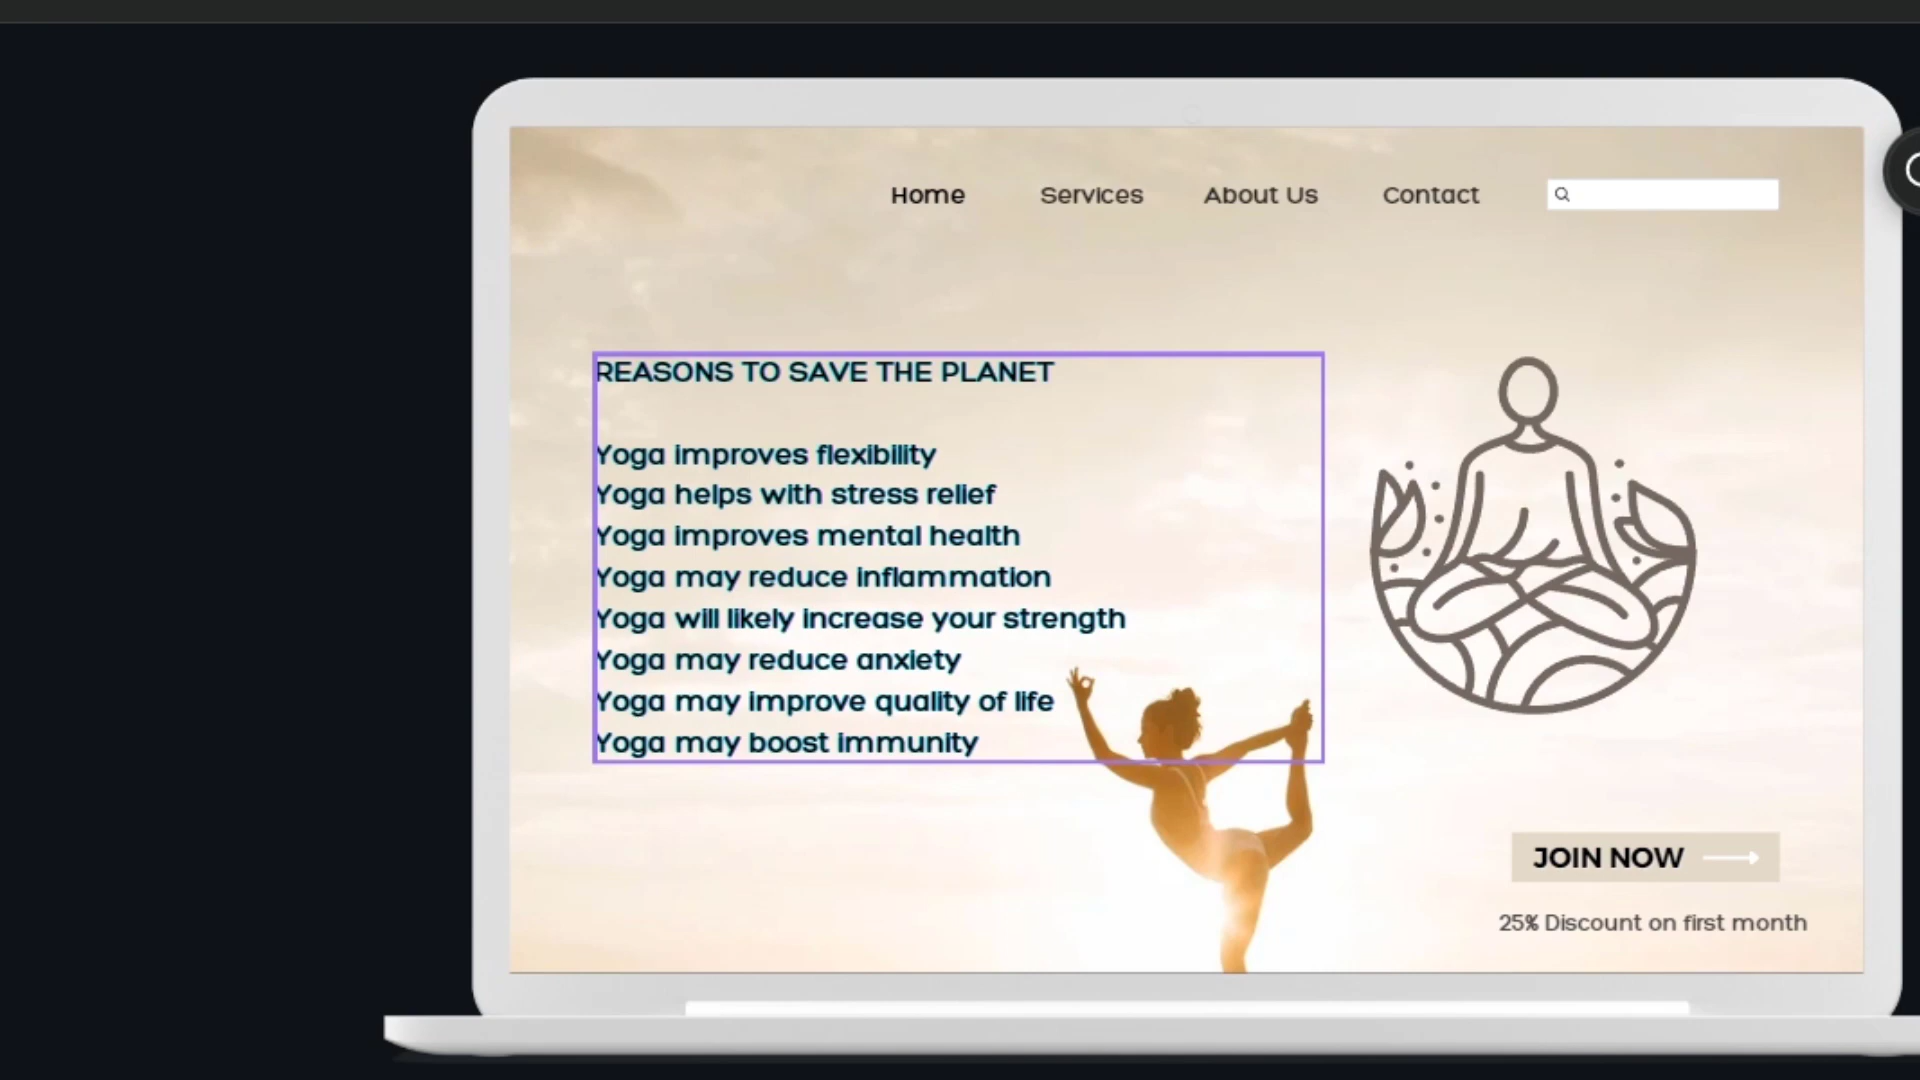 Home Services About Us Contact
REASONS TO SAVE THE PLANET
Yoga improves flexibility
Yoga helps with stress relief
Yoga improves mental health
Yoga may reduce inflammation
Yoga will likely increase your strength
Yoga may reduce anxiety
Yoga may improve quality of life
Yoga may boost immunity
JOIN NOW
25% Discount on first month